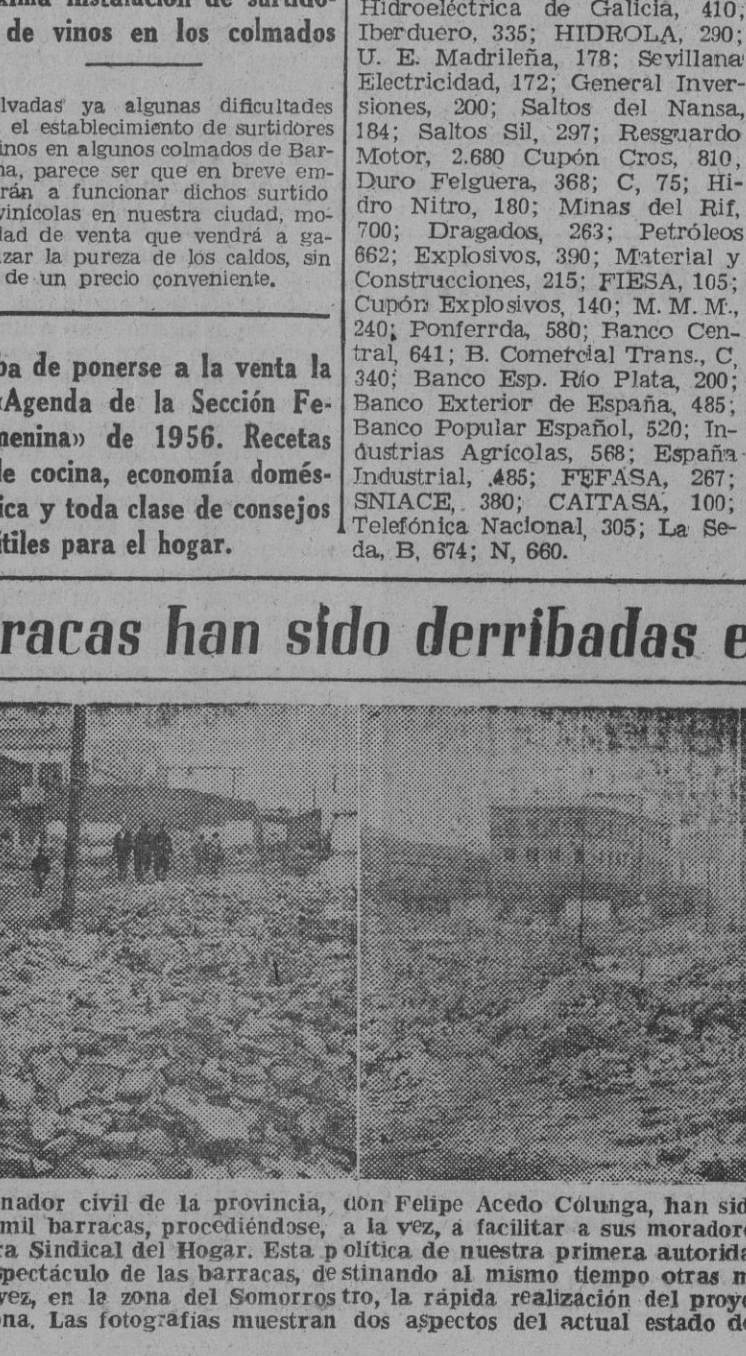 xima instalación de surtido-
de vinos en los colmados
lvadas ya algunas dificultades
el establecimiento de surtidores
inos en algunos colmados de Bar-
na, parece ser que en breve em-
rán a funcionar dichos surtido
vinícolas en nuestra ciudad, mo-
dad de venta que vendrá a ga-
zar la pureza de los caldos, sin
de un precio conveniente.
ba de ponerse a la venta la
«Agenda de la Sección Fe-
menina» de 1956. Recetas
de cocina, economía domés-
ica y toda clase de consejos
útiles para el hogar.
Hidroeléctrica de Galicia, 410;
Iberduero, 335; HIDROLA, 290;
U. E. Madrileña, 178; Sevillana
Electricidad, 172; General Inver-
siones, 200; Saltos del Nansa,
184; Saltos Sil, 297; Resguardo
Motor, 2.680 Cupón Cros, 810,
Duro Felguera, 368; C, 75; Hi-
dro Nitro, 180; Minas del Rif,
700; Dragados, 263; Petróleos
662; Explosivos, 390; Material y
Construcciones, 215; FIESA, 105;
Cupón Explosivos, 140; M. M. M.,
240; Ponferrda, 580; Banco Cen-
tral, 641; B. Comercial Trans., C,
340; Banco Esp. Río Plata, 200;
Banco Exterior de España, 485;
Banco Popular Español, 520; In-
dustrias Agrícolas, 568; España
Industrial, 485; FEFASA, 267;
SNIACE, 380; CAITASA, 100;
Telefónica Nacional, 305; La Se-
da, B, 674; N, 660.
racas han sido derribadas e
nador civil de la provincia, don Felipe Acedo Colunga, han sid
mil barracas, procediéndose, a la vez, a facilitar a sus morador
ra Sindical del Hogar. Esta política de nuestra primera autorida
spectáculo de las barracas, destinando al mismo tiempo otras m
vez, en la zona del Somorrostro, la rápida realización del proye
na. Las fotografías muestran dos aspectos del actual estado d